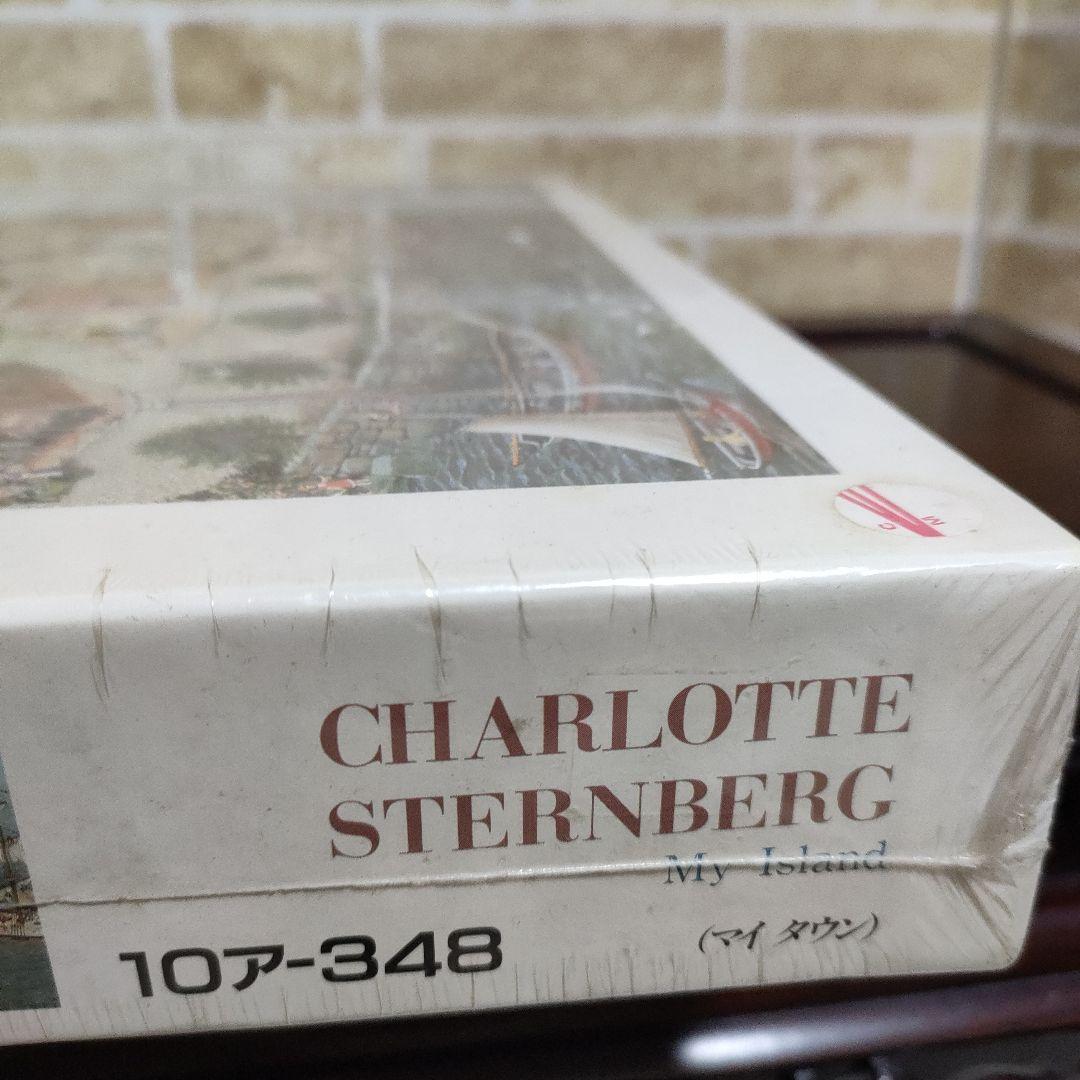 M
C
CHARLOTTE
STERNBERG
My Island
(マイ タウン)
10ア-348